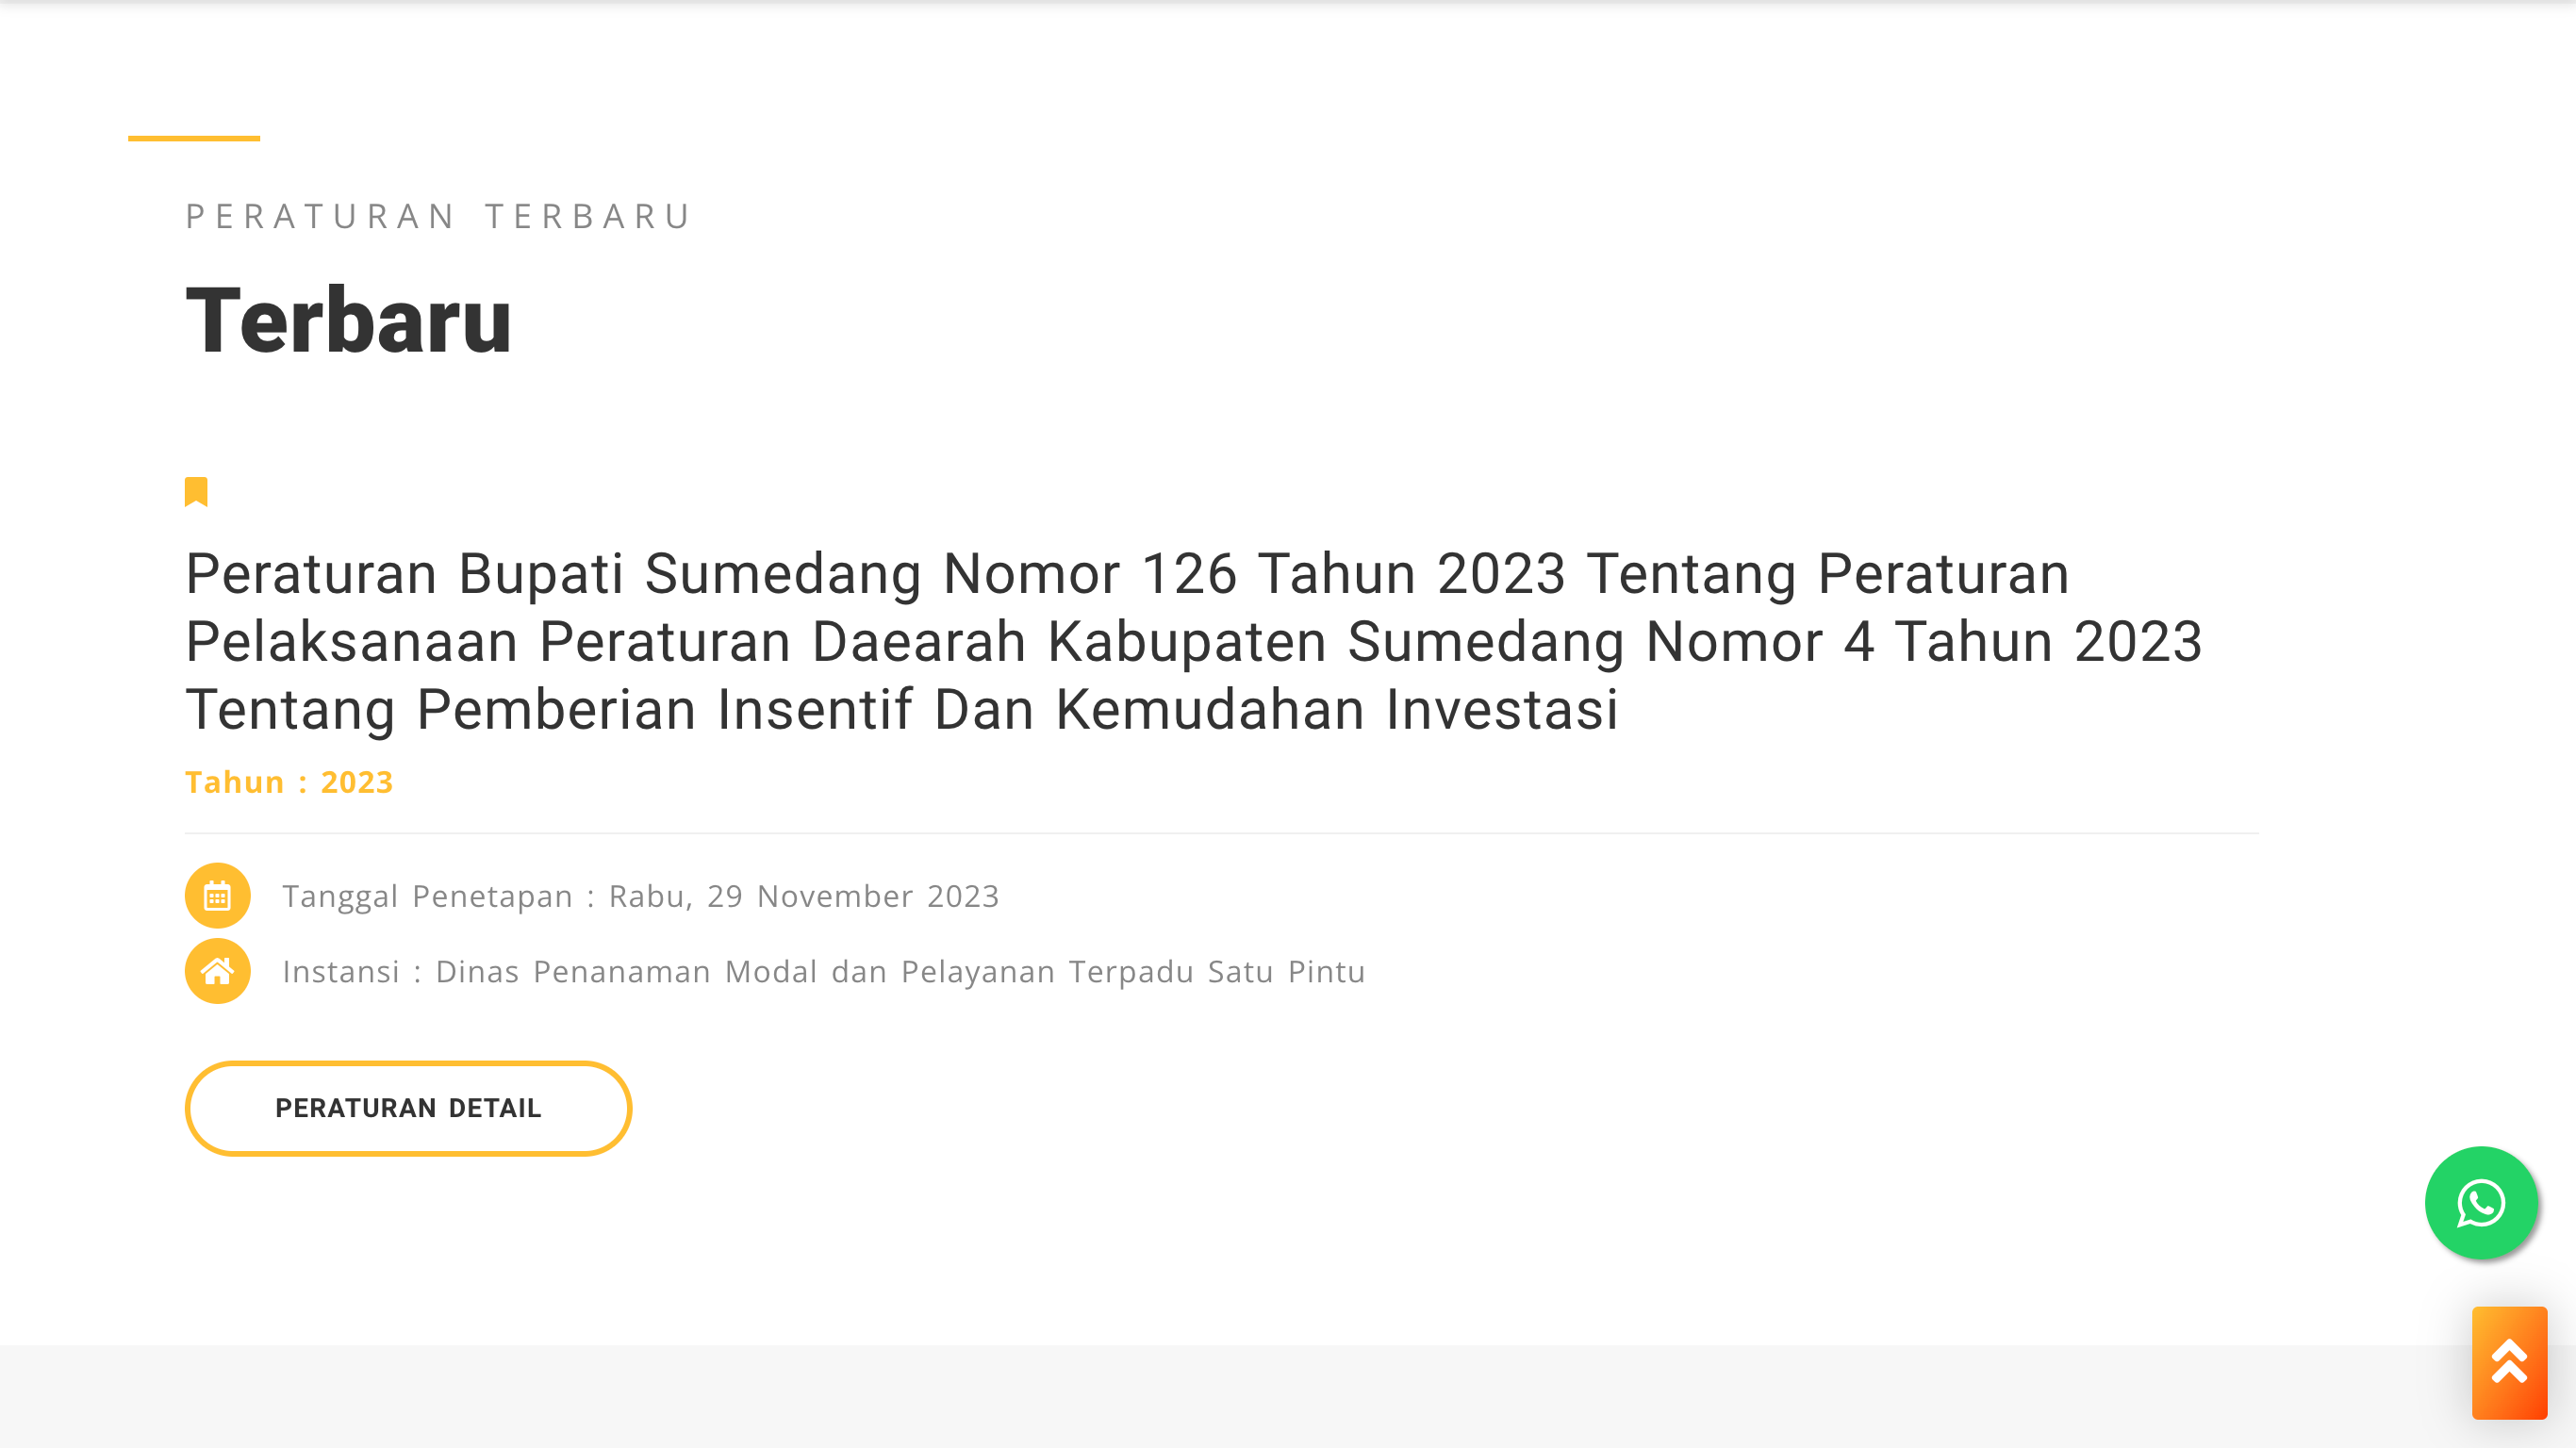 PERATURAN TERBARU
Terbaru
Peraturan Bupati Sumedang Nomor 126 Tahun 2023 Tentang Peraturan
Pelaksanaan Peraturan Daearah Kabupaten Sumedang Nomor 4 Tahun 2023
Tentang Pemberian Insentif Dan Kemudahan Investasi
Tahun : 2023
Tanggal Penetapan : Rabu, 29 November 2023
Instansi : Dinas Penanaman Modal dan Pelayanan Terpadu Satu Pintu
PERATURAN DETAIL